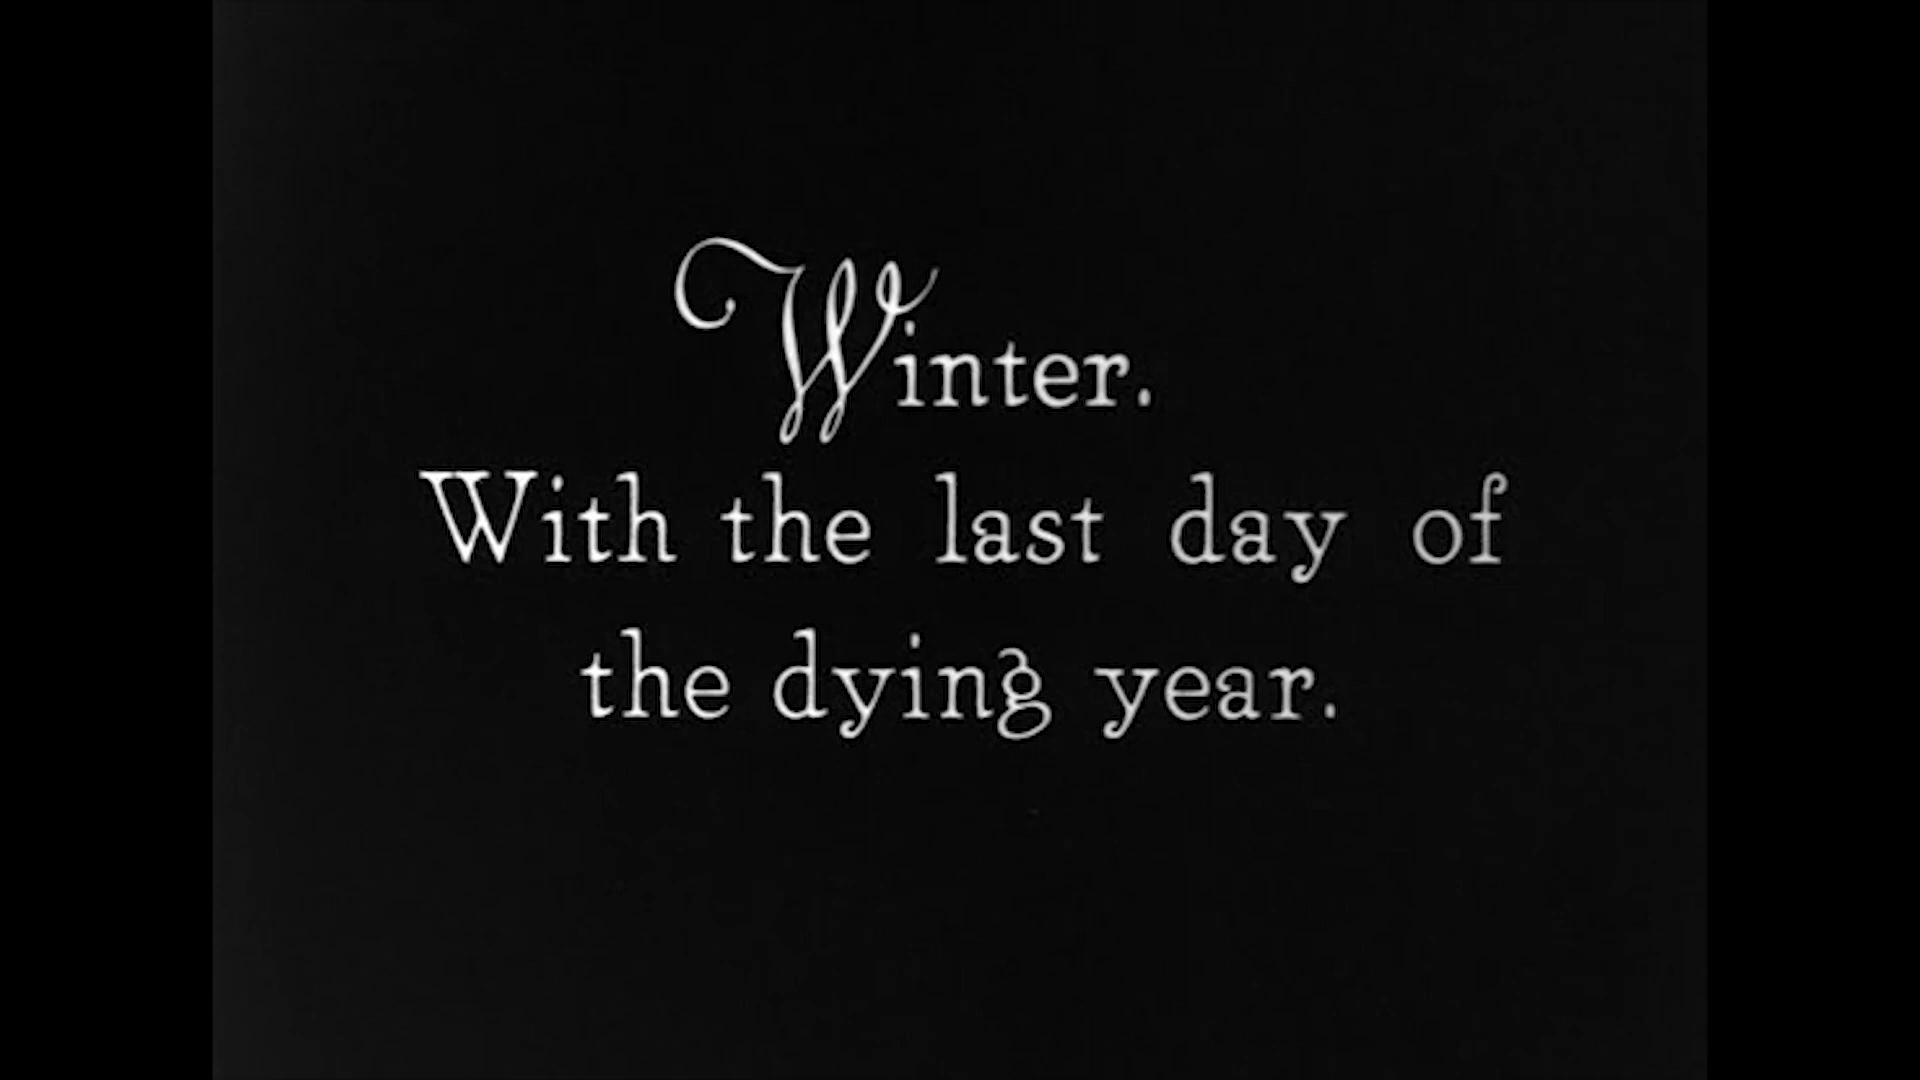 Winter.
With the last day of
the dying year.